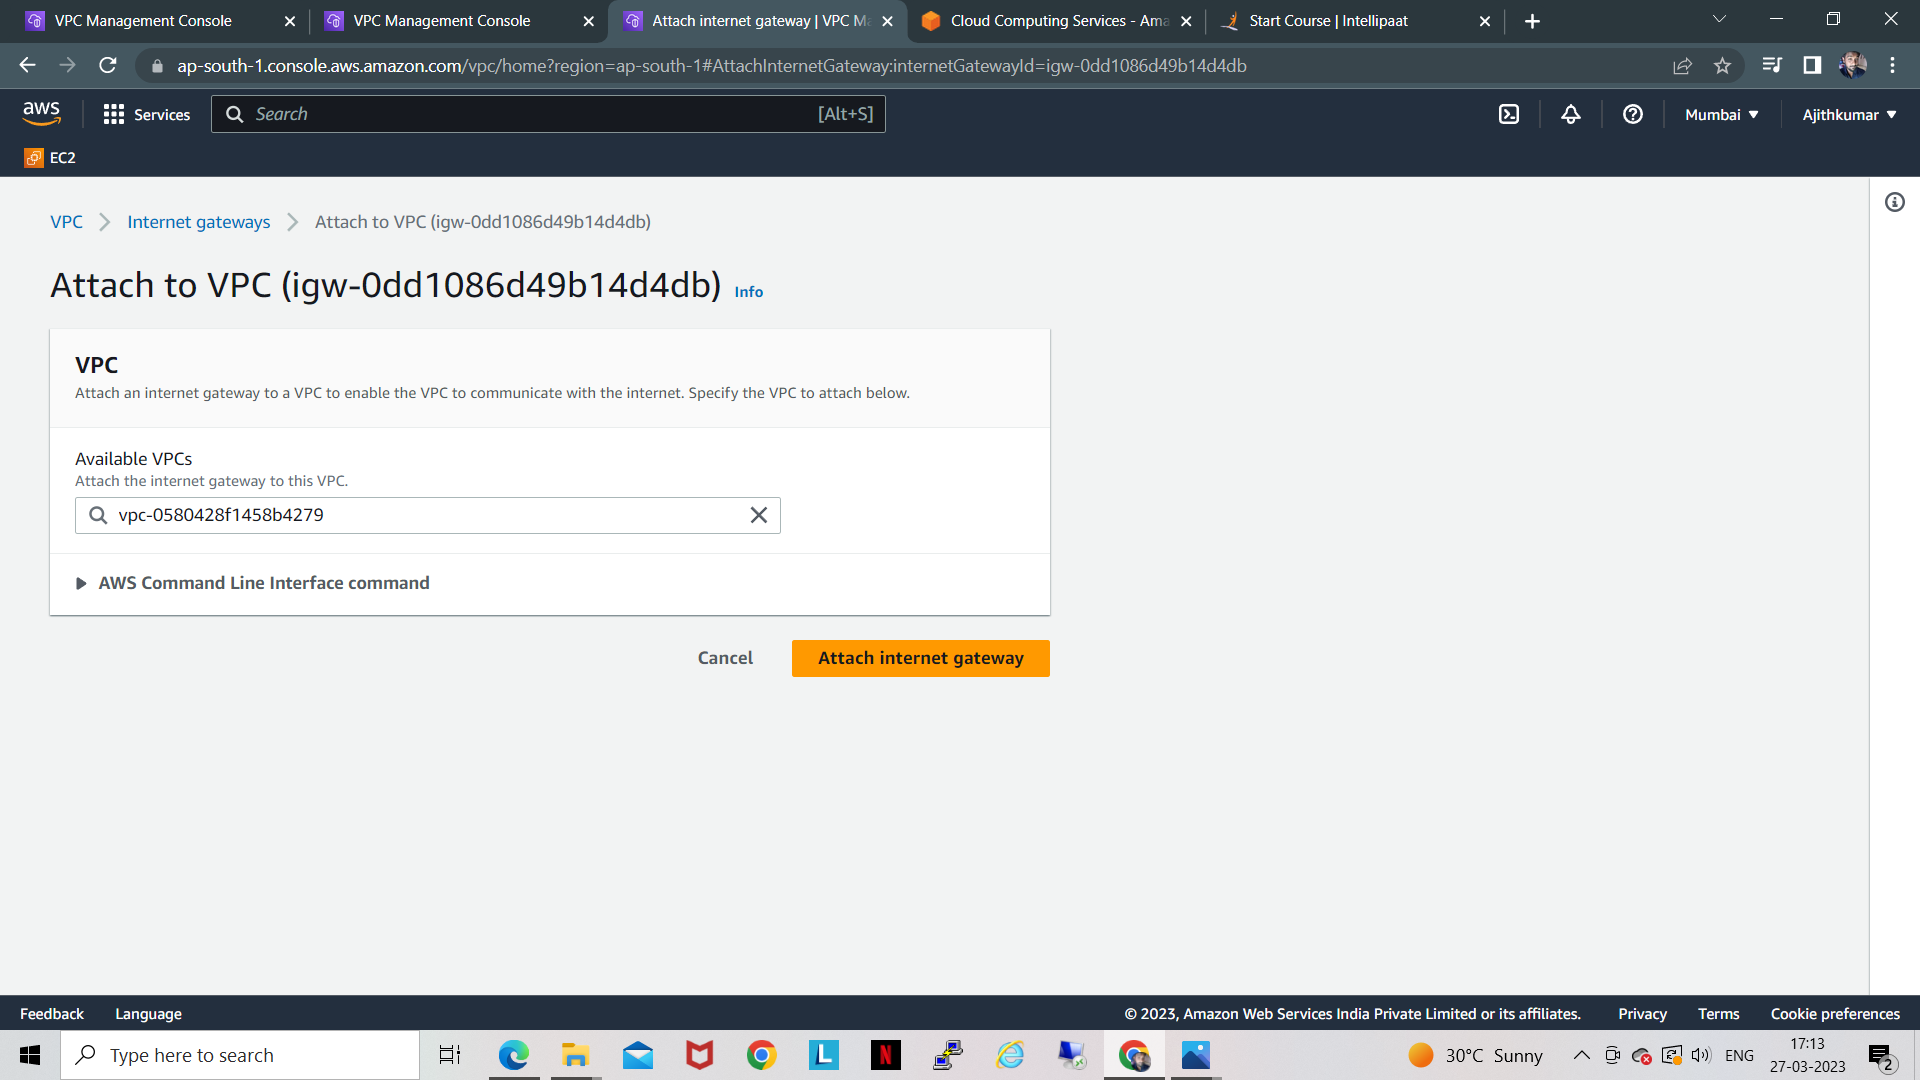 VPC Management Console
VPC Management Console
Attach internet gateway | VPC Ma
Cloud Computing Services - Ama
Start Course | Intellipaat
ap-south-1.console.aws.amazon.com/vpc/home?region=ap-south-1#AttachInternetGateway:internetGatewayId=igw-0dd1086d49b14d4db
aws
Services
Search
[Alt+S]
Mumbai
Ajithkumar
EC2
VPC
Internet gateways
Attach to VPC (igw-0dd1086d49b14d4db)
Attach to VPC (igw-0dd1086d49b14d4db) Info
VPC
Attach an internet gateway to a VPC to enable the VPC to communicate with the internet. Specify the VPC to attach below.
Available VPCs
Attach the internet gateway to this VPC.
vpc-0580428f1458b4279
AWS Command Line Interface command
Cancel
Attach internet gateway
Feedback
Language
© 2023, Amazon Web Services India Private Limited or its affiliates.
Privacy
Terms
Cookie preferences
Type here to search
L
N
30°C Sunny
ENG
17:13
27-03-2023
2